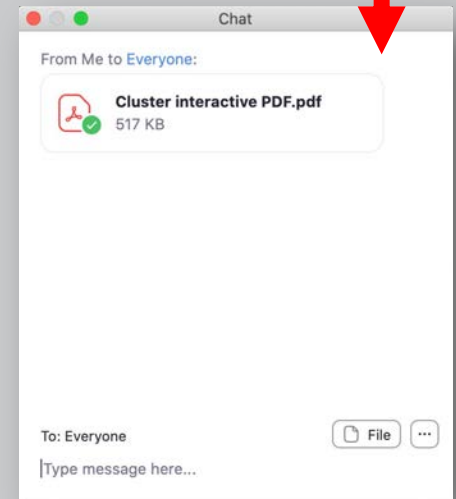 Chat
From Me to Everyone:
Cluster interactive PDF.pdf
517 KB
To: Everyone
File
Type message here...